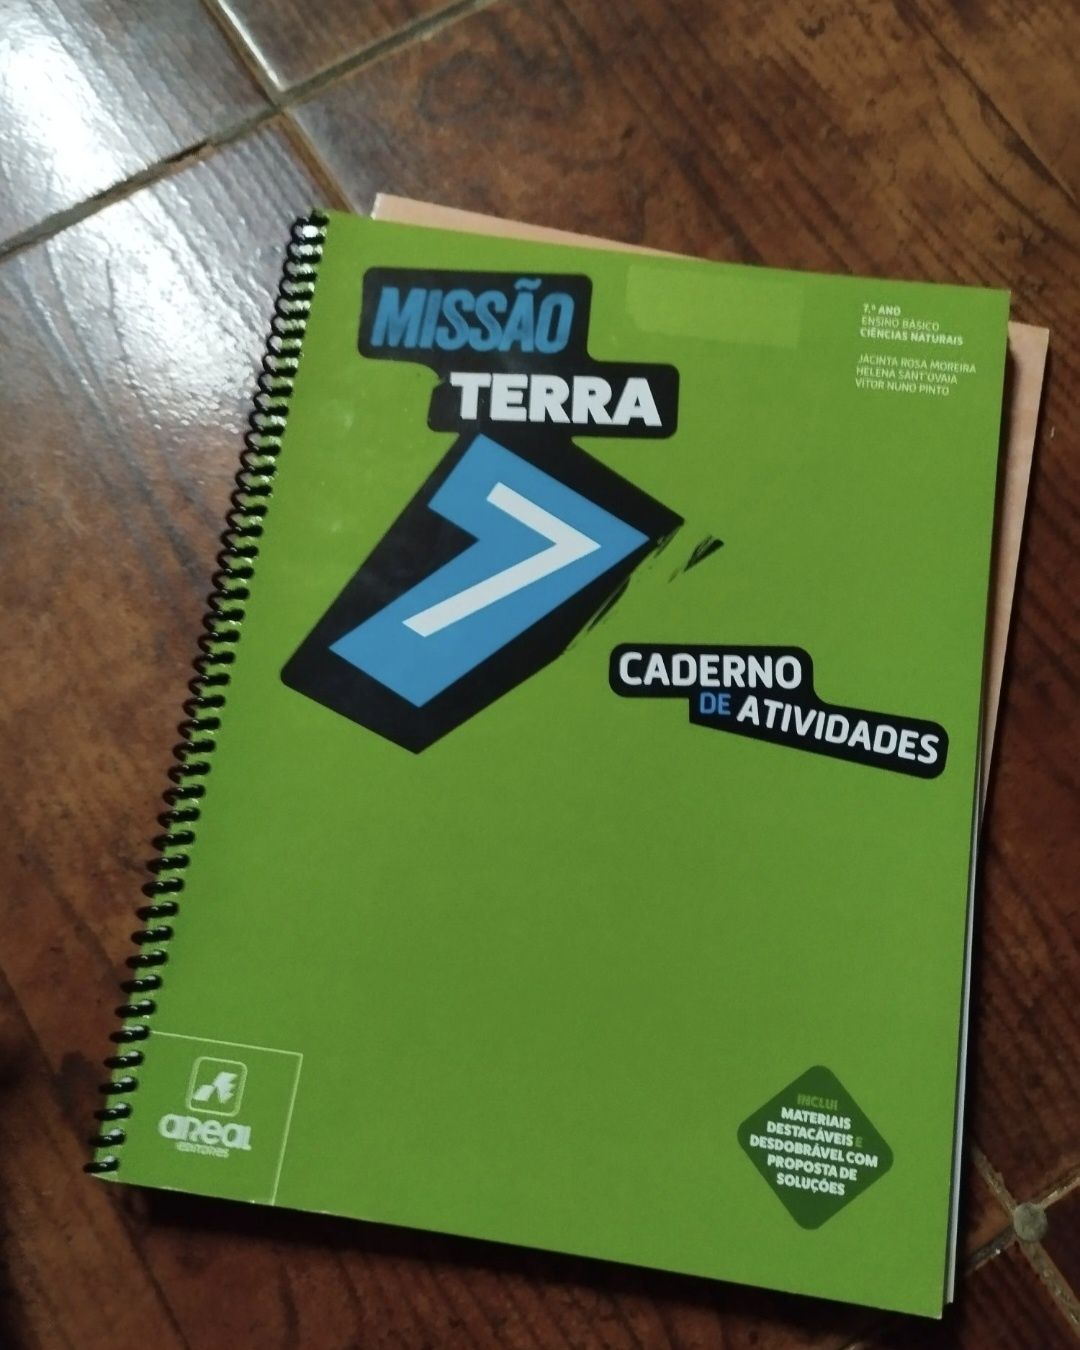 MISSÃO
TERRA
7
7.º ANO
ENSINO BÁSICO
CIÊNCIAS NATURAIS
JACINTA ROSA MOREIRA
HELENA SANT'OVAIA
VÍTOR NUNO PINTO
CADERNO
DE ATIVIDADES
areal
EDITORES
INCLUI
MATERIAIS
DESTACÁVEIS E
DESDOBRÁVEL COM
PROPOSTA DE
SOLUÇÕES